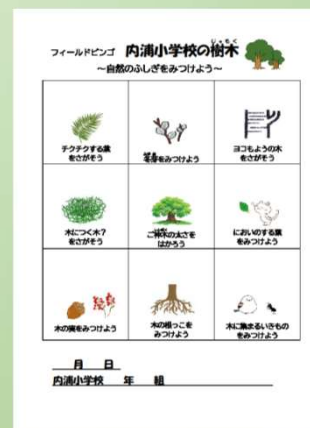 じゅもく
フィールドビンゴ 内浦小学校の樹木
～自然のふしぎをみつけよう～
チクチクする葉
をさがそう
冬芽をみつけよう
ヨコもようの木
をさがそう
木につく木?
をさがそう
ご神木の太さを
はかろう
においのする葉
をみつけよう
木の実をみつけよう
木の根っこを
みつけよう
木に集まるいきもの
をみつけよう
月 日
内浦小学校 年 組